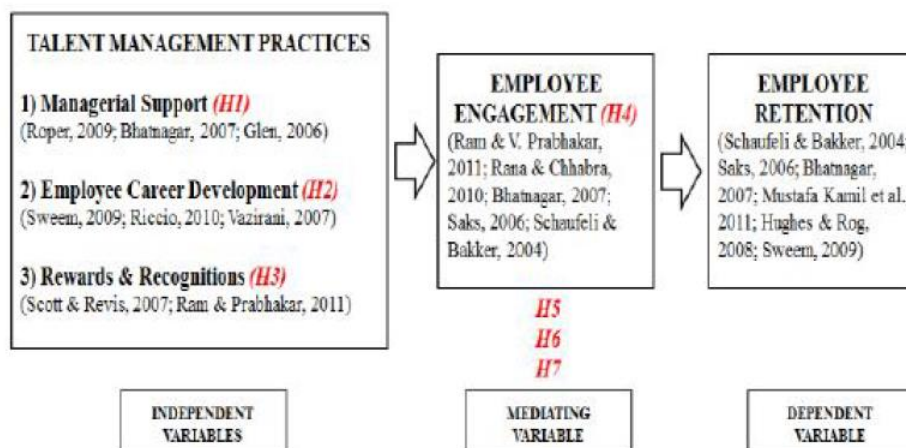 TALENT MANAGEMENT PRACTICES
1) Managerial Support (H1)
(Roper, 2009; Bhatnagar, 2007; Glen, 2006)
2) Employee Career Development (H2)
(Sweem, 2009; Riccio, 2010; Vazirani, 2007)
3) Rewards & Recognitions (H3)
(Scott & Revis, 2007; Ram & Prabhakar, 2011)
EMPLOYEE
ENGAGEMENT (H4)
(Ram & V. Prabhakar,
2011; Rana & Chhabra,
2010; Bhatnagar, 2007;
Saks, 2006; Schaufeli &
Bakker, 2004)
H5
H6
H7
EMPLOYEE
RETENTION
(Schaufeli & Bakker, 2004;
Saks, 2006; Bhatnagar,
2007; Mustafa Kamil et al.
2011; Hughes & Rog,
2008; Sweem, 2009)
INDEPENDENT
VARIABLES
MEDIATING
VARIABLE
DEPENDENT
VARIABLE